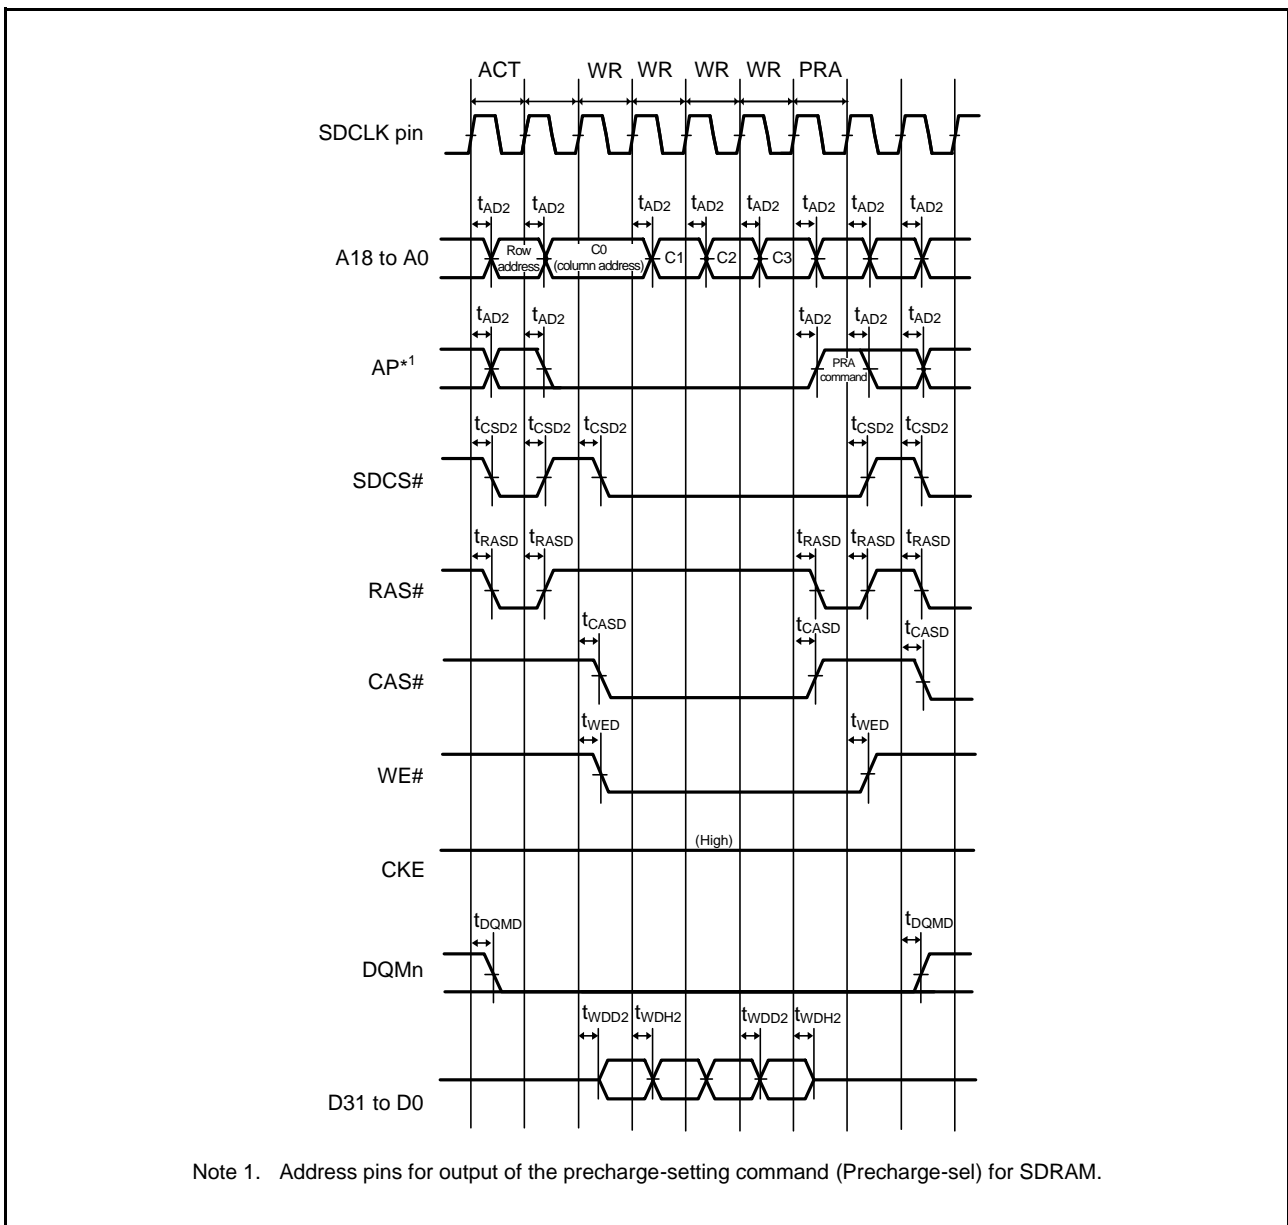 ACT WR WR WR WR PRA
SDCLK pin
tAD2 tAD2 tAD2 tAD2 tAD2 tAD2 tAD2 tAD2
A18 to A0
Row
address
C0
(column address)
C1 C2 C3
tAD2 tAD2 tAD2 tAD2 tAD2
AP*1
PRA
command
tCSD2 tCSD2 tCSD2 tCSD2 tCSD2
SDCS#
tRASD tRASD tRASD tRASD tRASD
RAS#
tCASD tCASD tCASD
CAS#
tWED tWED
WE#
(High)
CKE
tDQMD tDQMD
DQMn
tWDD2 tWDH2 tWDD2 tWDH2
D31 to D0
Note 1. Address pins for output of the precharge-setting command (Precharge-sel) for SDRAM.